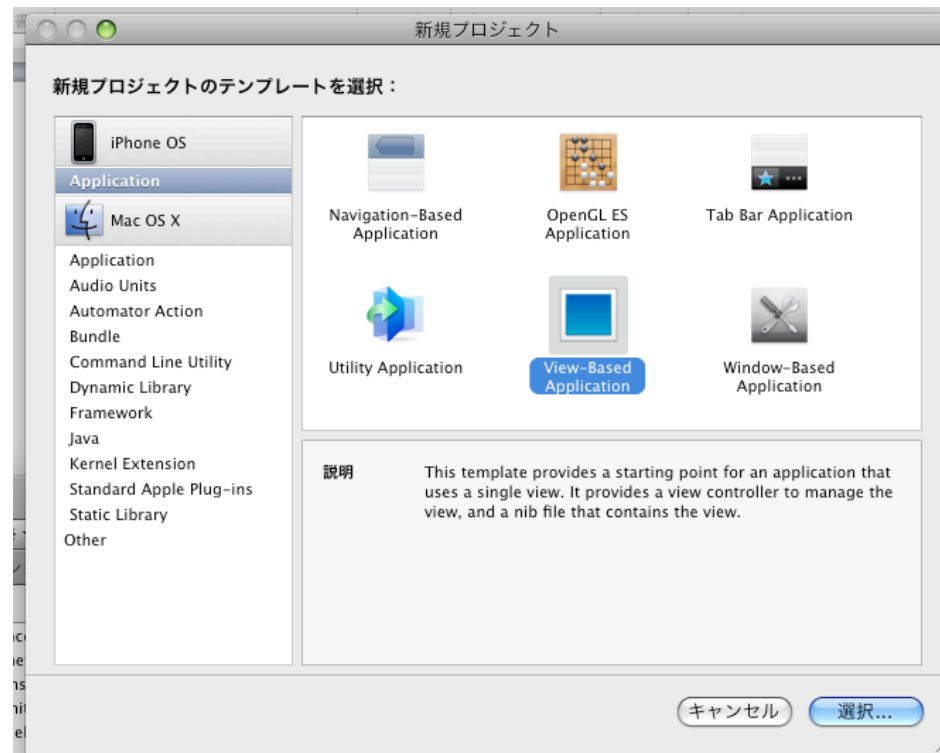 新規プロジェクト
新規プロジェクトのテンプレートを選択：
iPhone OS
Application
Mac OS X
Application
Audio Units
Automator Action
Bundle
Command Line Utility
Dynamic Library
Framework
Java
Kernel Extension
Standard Apple Plug-ins
Static Library
Other
Navigation-Based
Application
OpenGL ES
Application
Tab Bar Application
Utility Application
View-Based
Application
Window-Based
Application
説明
This template provides a starting point for an application that
uses a single view. It provides a view controller to manage the
view, and a nib file that contains the view.
キャンセル
選択...